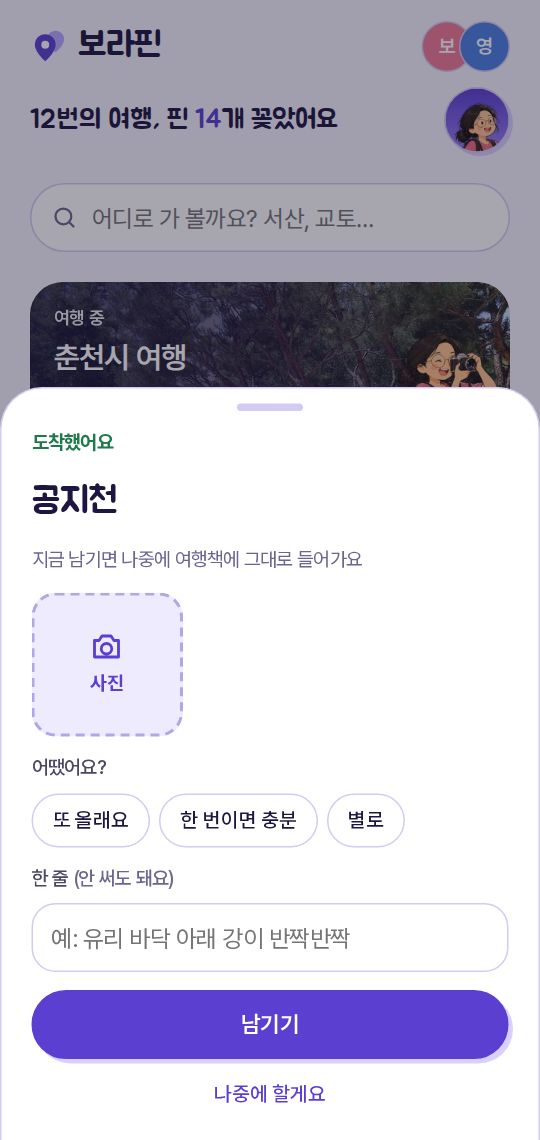 보라핀
보 영
12번의 여행, 핀 14개 꽂았어요
어디로 가 볼까요? 서산, 교토...
여행 중
춘천시 여행
도착했어요
공지천
지금 남기면 나중에 여행책에 그대로 들어가요
사진
어땠어요?
또 올래요 한 번이면 충분 별로
한 줄 (안 써도 돼요)
예: 유리 바닥 아래 강이 반짝반짝
남기기
나중에 할게요